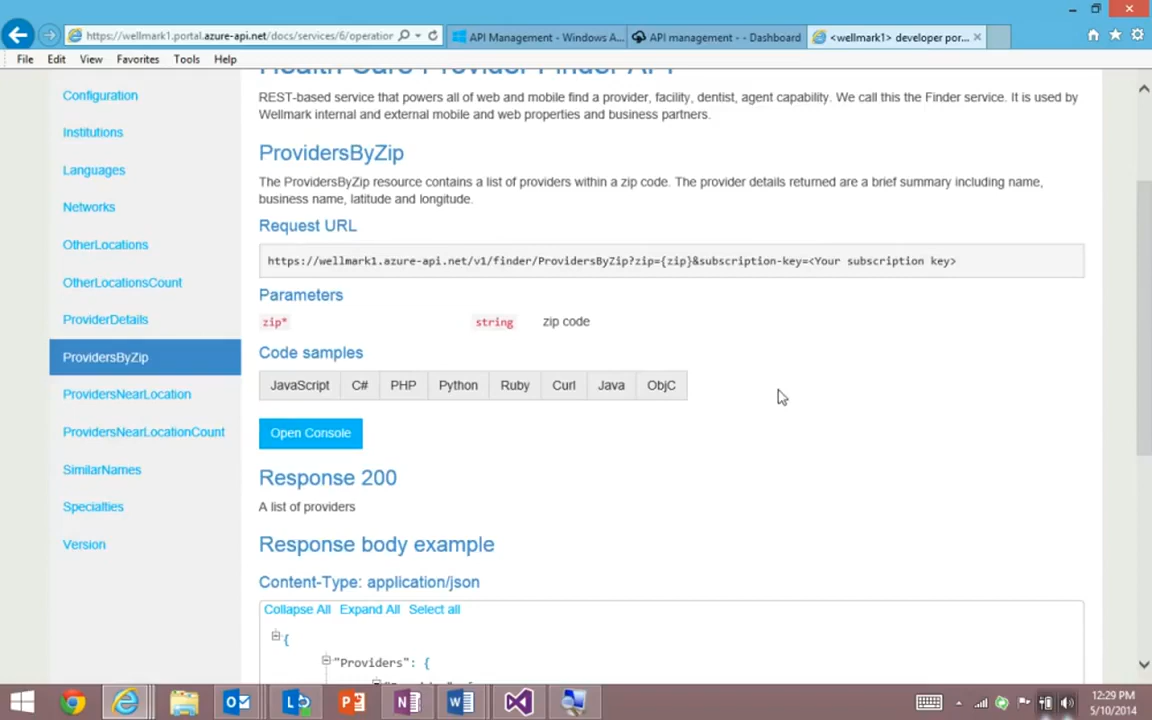 https://wellmark1.portal.azure-api.net/docs/services/6/operation
API Management - Windows A...
API management - - Dashboard
<wellmark1> developer por...
File Edit View Favorites Tools Help
Health Care Provider Finder API
REST-based service that powers all of web and mobile find a provider, facility, dentist, agent capability. We call this the Finder service. It is used by
Wellmark internal and external mobile and web properties and business partners.
Configuration
Institutions
Languages
Networks
OtherLocations
OtherLocationsCount
ProviderDetails
ProvidersByZip
ProvidersNearLocation
ProvidersNearLocationCount
SimilarNames
Specialties
Version
ProvidersByZip
The ProvidersByZip resource contains a list of providers within a zip code. The provider details returned are a brief summary including name,
business name, latitude and longitude.
Request URL
https://wellmark1.azure-api.net/v1/finder/ProvidersByZip?zip={zip}&subscription-key=<Your subscription key>
Parameters
zip* string zip code
Code samples
JavaScript C# PHP Python Ruby Curl Java ObjC
Open Console
Response 200
A list of providers
Response body example
Content-Type: application/json
Collapse All Expand All Select all
{
"Providers": {
12:29 PM
5/10/2014